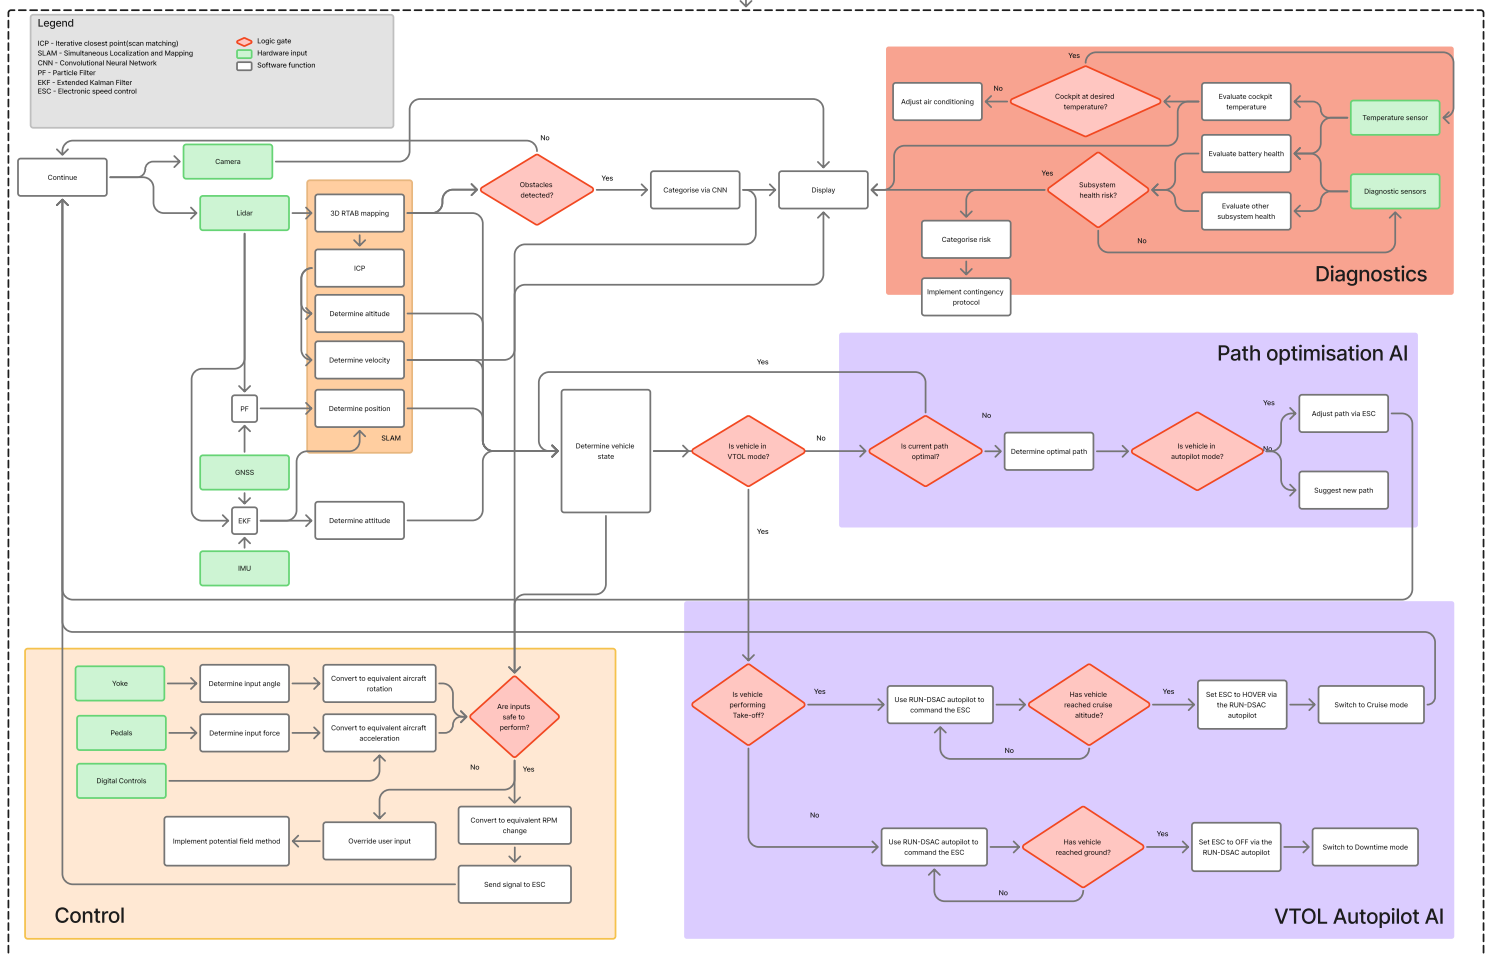 Legend
ICP - Iterative closest point(scan matching)
SLAM - Simultaneous Localization and Mapping
CNN - Convolutional Neural Network
PF - Particle Filter
EKF - Extended Kalman Filter
ESC - Electronic speed control
Logic gate
Hardware input
Software function
Continue
Camera
Lidar
3D RTAB mapping
ICP
Determine altitude
Determine velocity
Determine position
SLAM
PF
GNSS
EKF
IMU
Determine attitude
No
Obstacles
detected?
Yes
Categorise via CNN
Display
Yes
Cockpit at desired
temperature?
No
Adjust air conditioning
Evaluate cockpit
temperature
Temperature sensor
Evaluate battery health
Diagnostic sensors
Evaluate other
subsystem health
Subsystem
health risk?
Yes
No
Categorise risk
Implement contingency
protocol
Diagnostics
Path optimisation AI
Yes
Determine vehicle
state
Is vehicle in
VTOL mode?
No
Is current path
optimal?
No
Determine optimal path
Is vehicle in
autopilot mode?
Yes
No
Adjust path via ESC
Suggest new path
Yes
Yoke
Determine input angle
Convert to equivalent aircraft
rotation
Pedals
Determine input force
Convert to equivalent aircraft
acceleration
Digital Controls
Are inputs
safe to
perform?
No
Yes
Implement potential field method
Override user input
Convert to equivalent RPM
change
Send signal to ESC
Control
Is vehicle
performing
Take-off?
Yes
Use RUN-DSAC autopilot to
command the ESC
Has vehicle
reached cruise
altitude?
Yes
Set ESC to HOVER via
the RUN-DSAC
autopilot
Switch to Cruise mode
No
No
Use RUN-DSAC autopilot to
command the ESC
Has vehicle
reached ground?
Yes
Set ESC to OFF via the
RUN-DSAC autopilot
Switch to Downtime mode
No
VTOL Autopilot AI